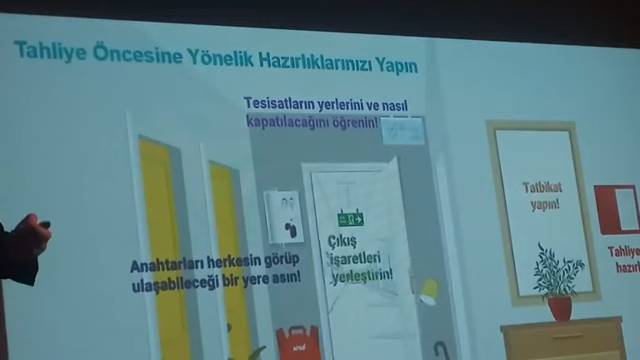 Tahliye Öncesine Yönelik Hazırlıklarınızı Yapın
Tesisatların yerlerini ve nasıl
kapatılacağını öğrenin!
Tatbikat
yapın!
Çıkış
işaretleri
yerleştirin!
Anahtarları herkesin görüp
ulaşabileceği bir yere asın!
Tahliye